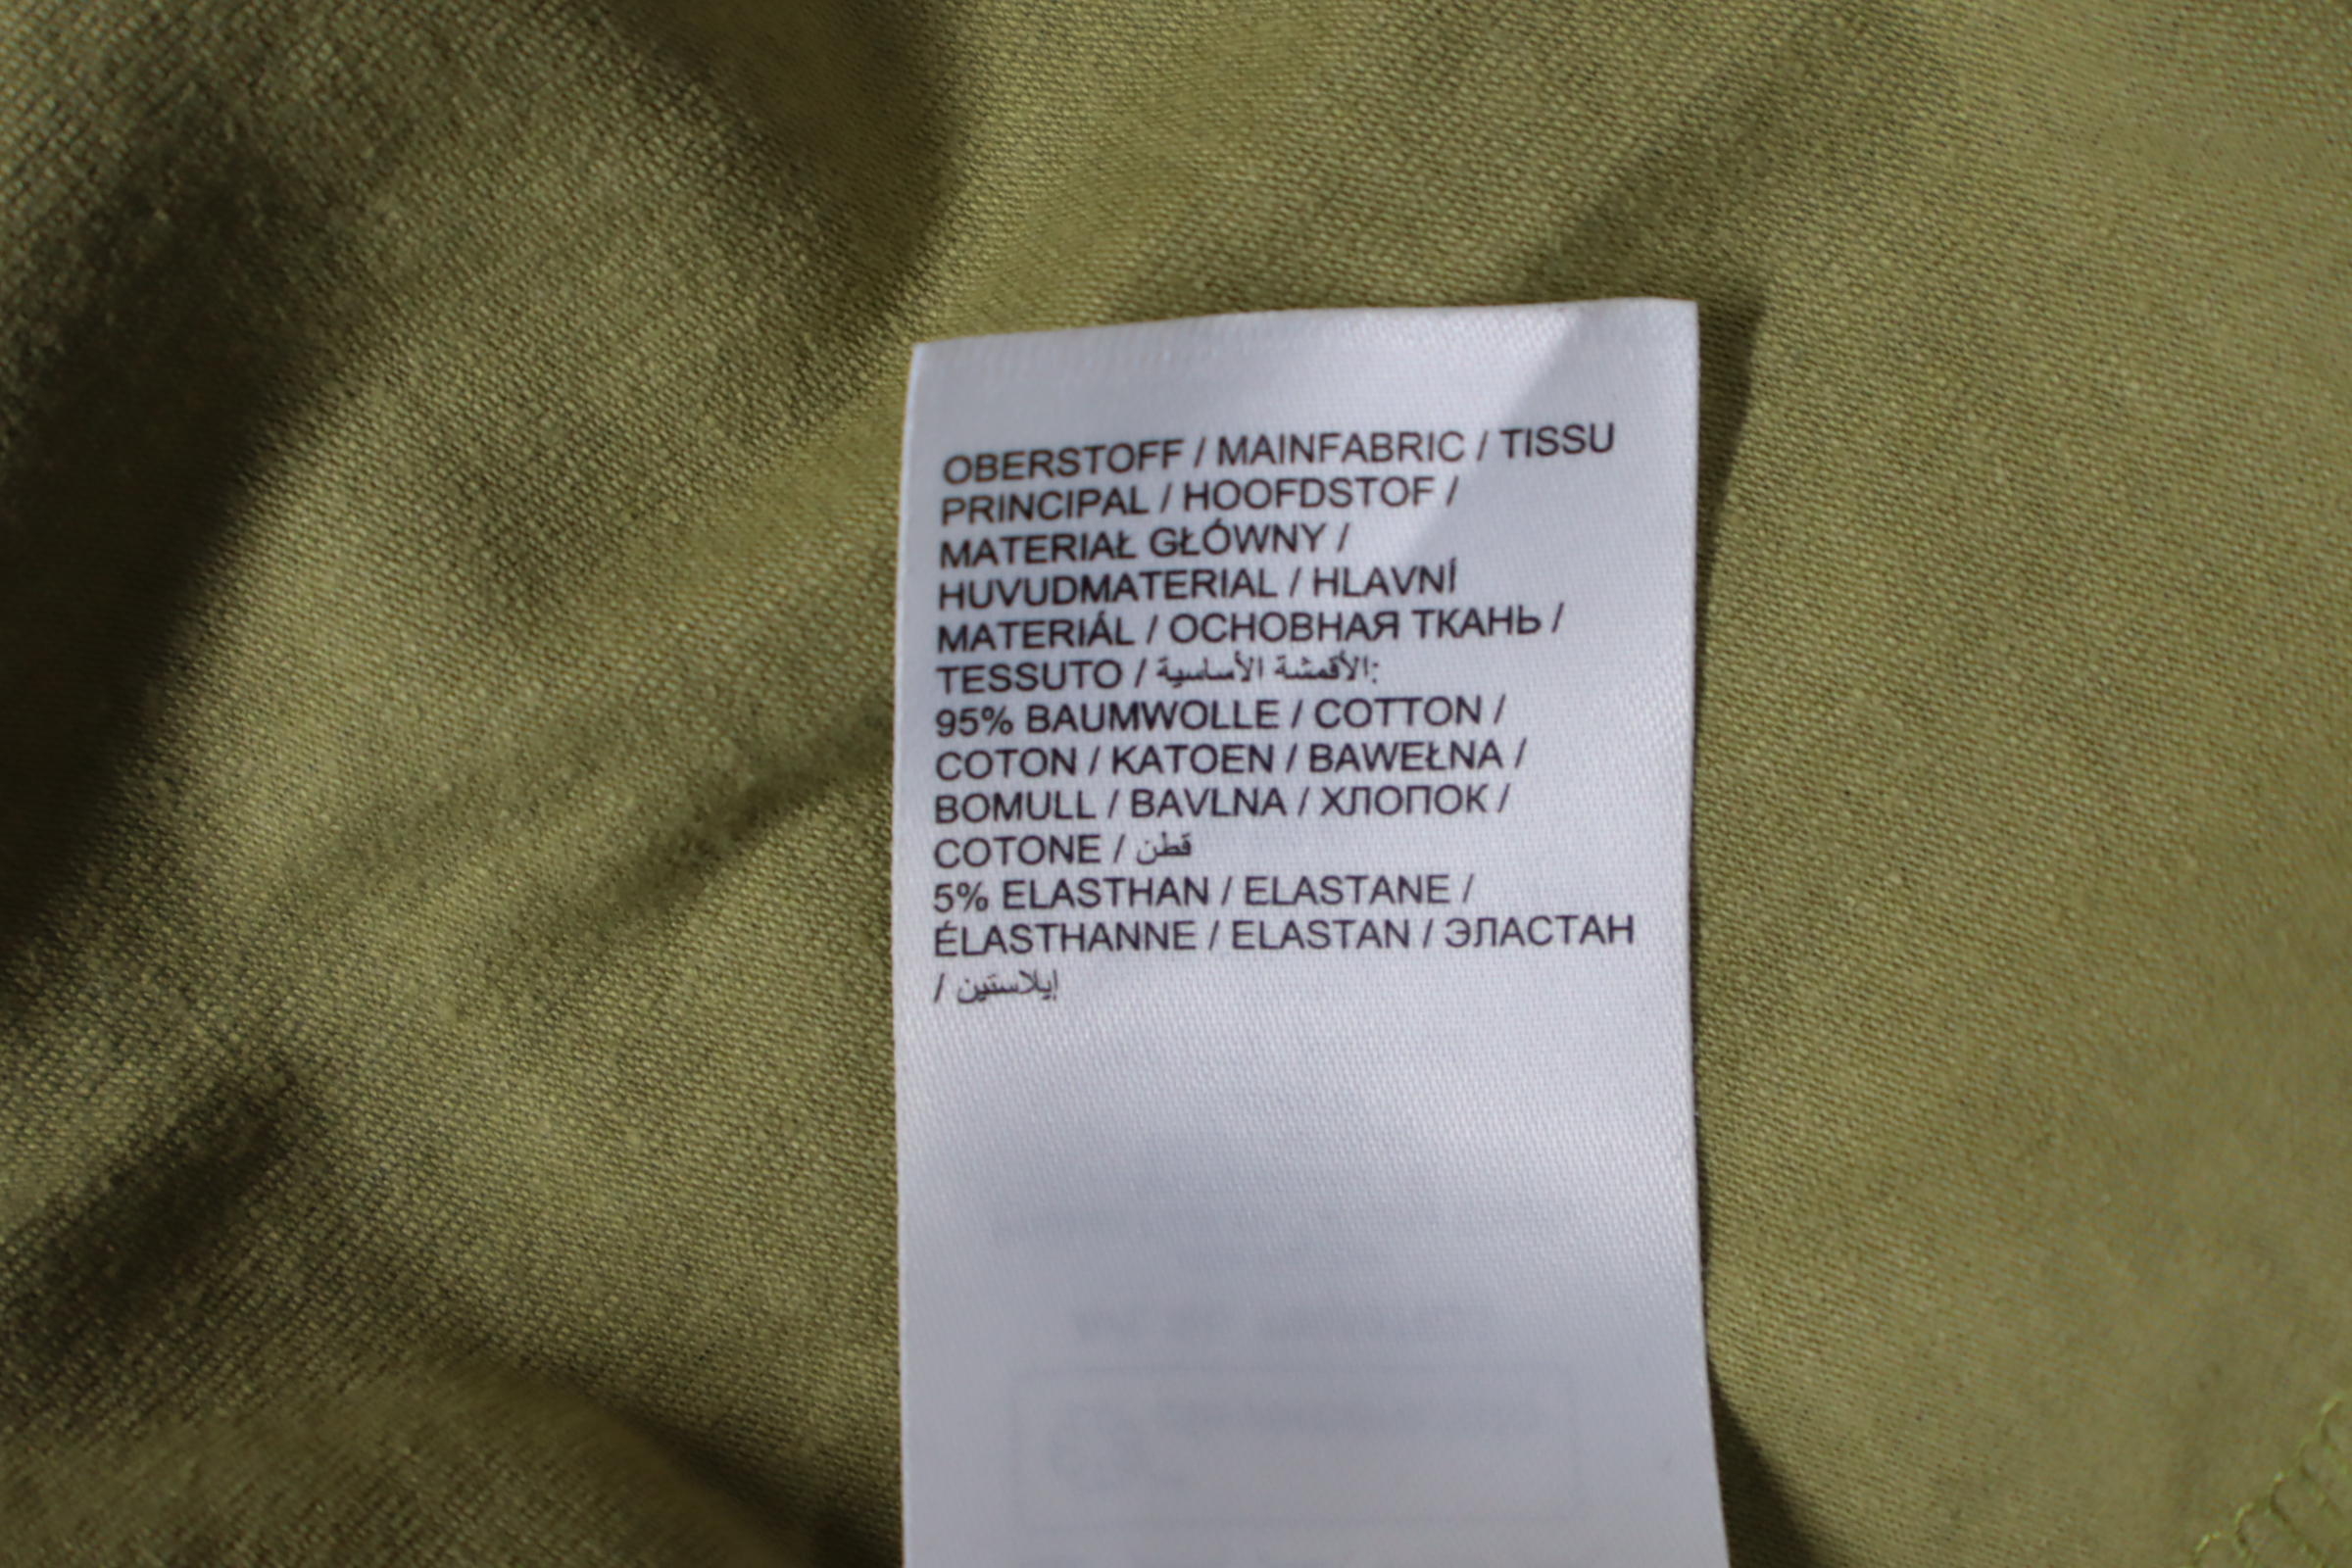 OBERSTOFF / MAINFABRIC / TISSU
PRINCIPAL / HOOFDSTOF /
MATERIAŁ GŁÓWNY /
HUVUDMATERIAL / HLAVNÍ
MATERIÁL / ОСНОВНАЯ ТКАНЬ /
TESSUTO / الأقمشة الأساسية:
95% BAUMWOLLE / COTTON /
COTON / KATOEN / BAWEŁNA /
BOMULL / BAVLNA / ХЛОПОК /
COTONE / قطن
5% ELASTHAN / ELASTANE /
ÉLASTHANNE / ELASTAN / ЭЛАСТАН
/ إيلاستين